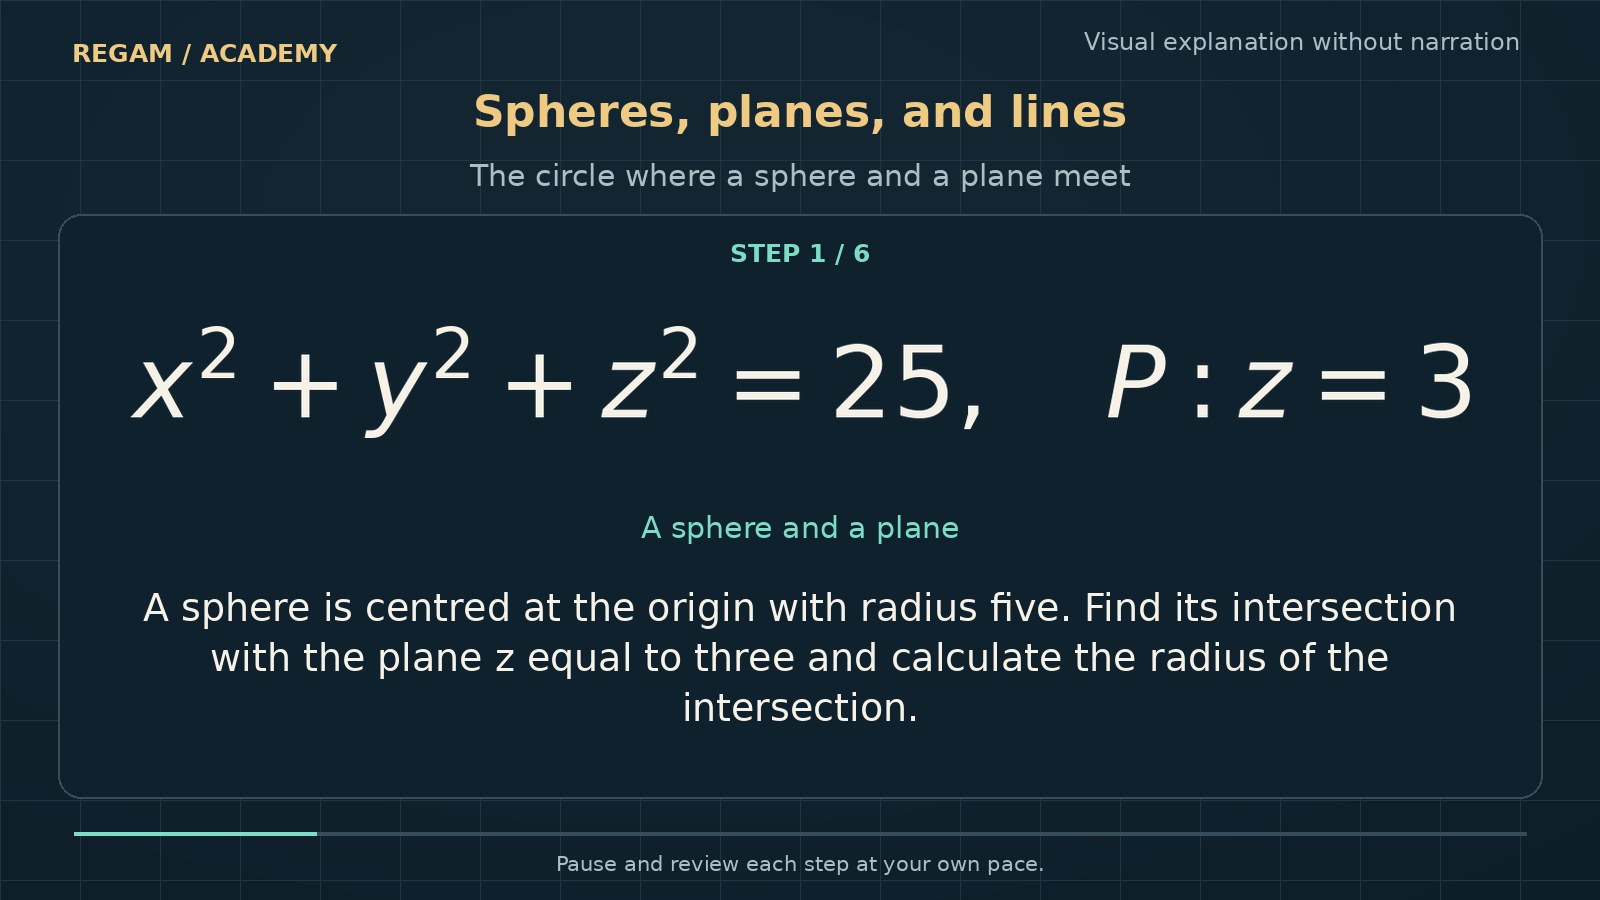 REGAM / ACADEMY
Visual explanation without narration
Spheres, planes, and lines
The circle where a sphere and a plane meet
STEP 1 / 6
x² + y² + z² = 25,   P : z = 3
A sphere and a plane
A sphere is centred at the origin with radius five. Find its intersection
with the plane z equal to three and calculate the radius of the
intersection.
Pause and review each step at your own pace.